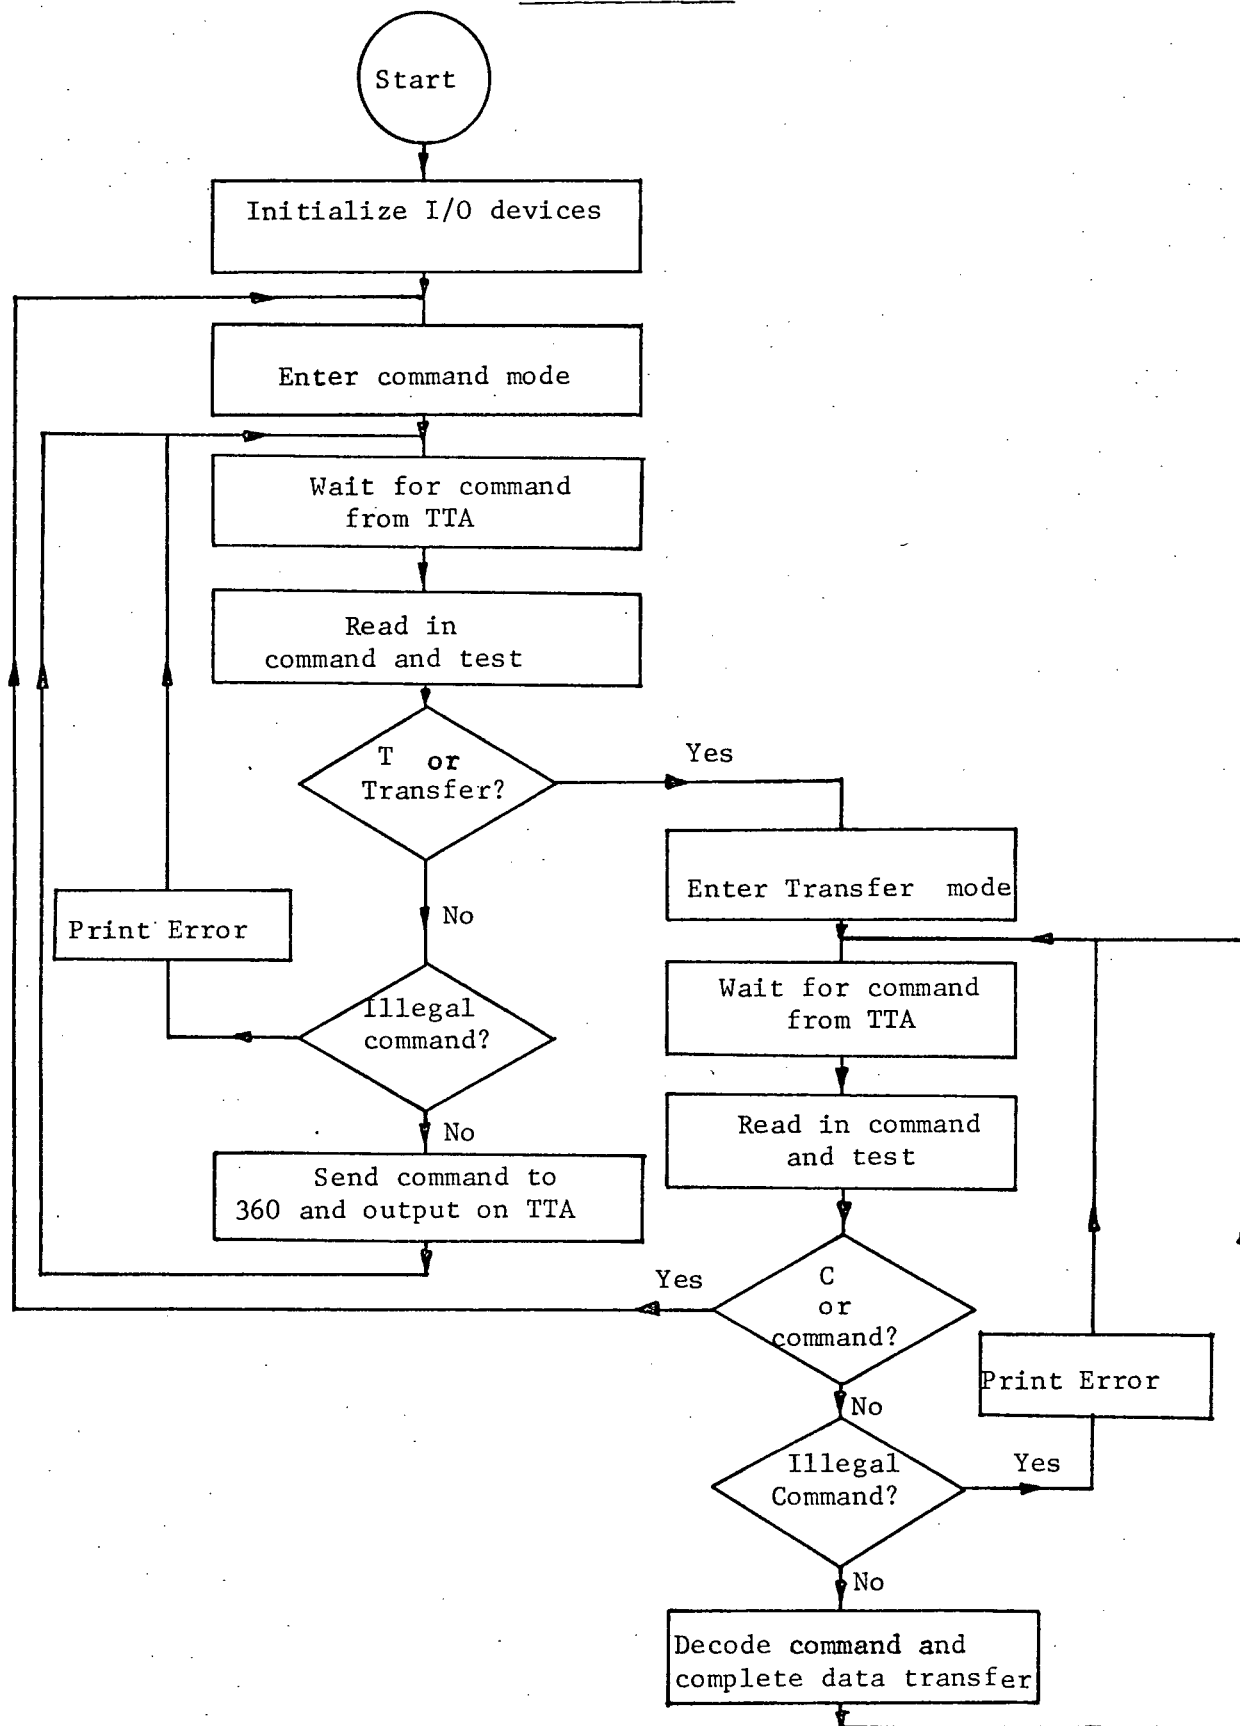 Start
Initialize I/O devices
Enter command mode
Wait for command
from TTA
Read in
command and test
T or
Transfer?
Yes
Enter Transfer mode
No
Print Error
Illegal
command?
Wait for command
from TTA
No
Read in command
and test
Send command to
360 and output on TTA
Yes
C
or
command?
Print Error
No
Illegal
Command?
Yes
No
Decode command and
complete data transfer